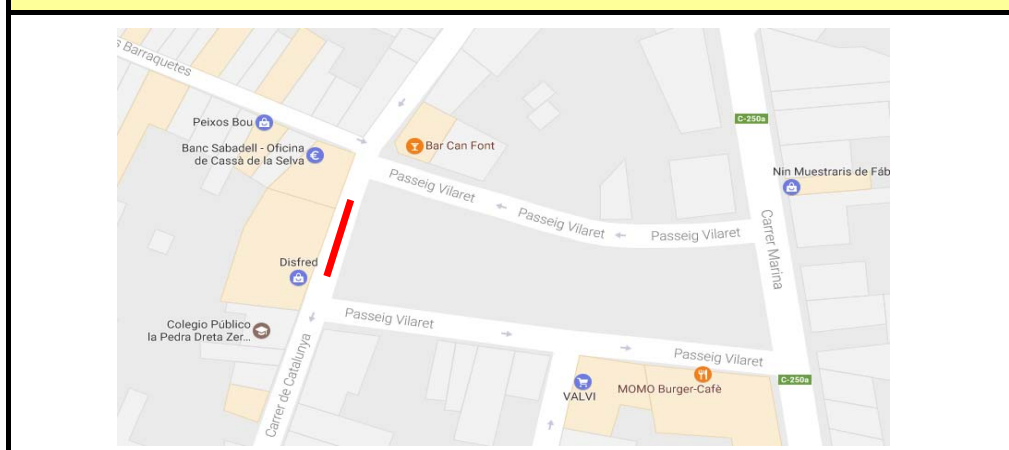 s Barraquetes
Peixos Bou
Banc Sabadell - Oficina
de Cassà de la Selva
Bar Can Font
C-250a
Nin Muestraris de Fáb
Passeig Vilaret
Passeig Vilaret
Passeig Vilaret
Carrer Marina
Disfred
Colegio Público
la Pedra Dreta Zer...
Passeig Vilaret
Passeig Vilaret
Carrer de Catalunya
VALVI
MOMO Burger-Cafè
C-250a